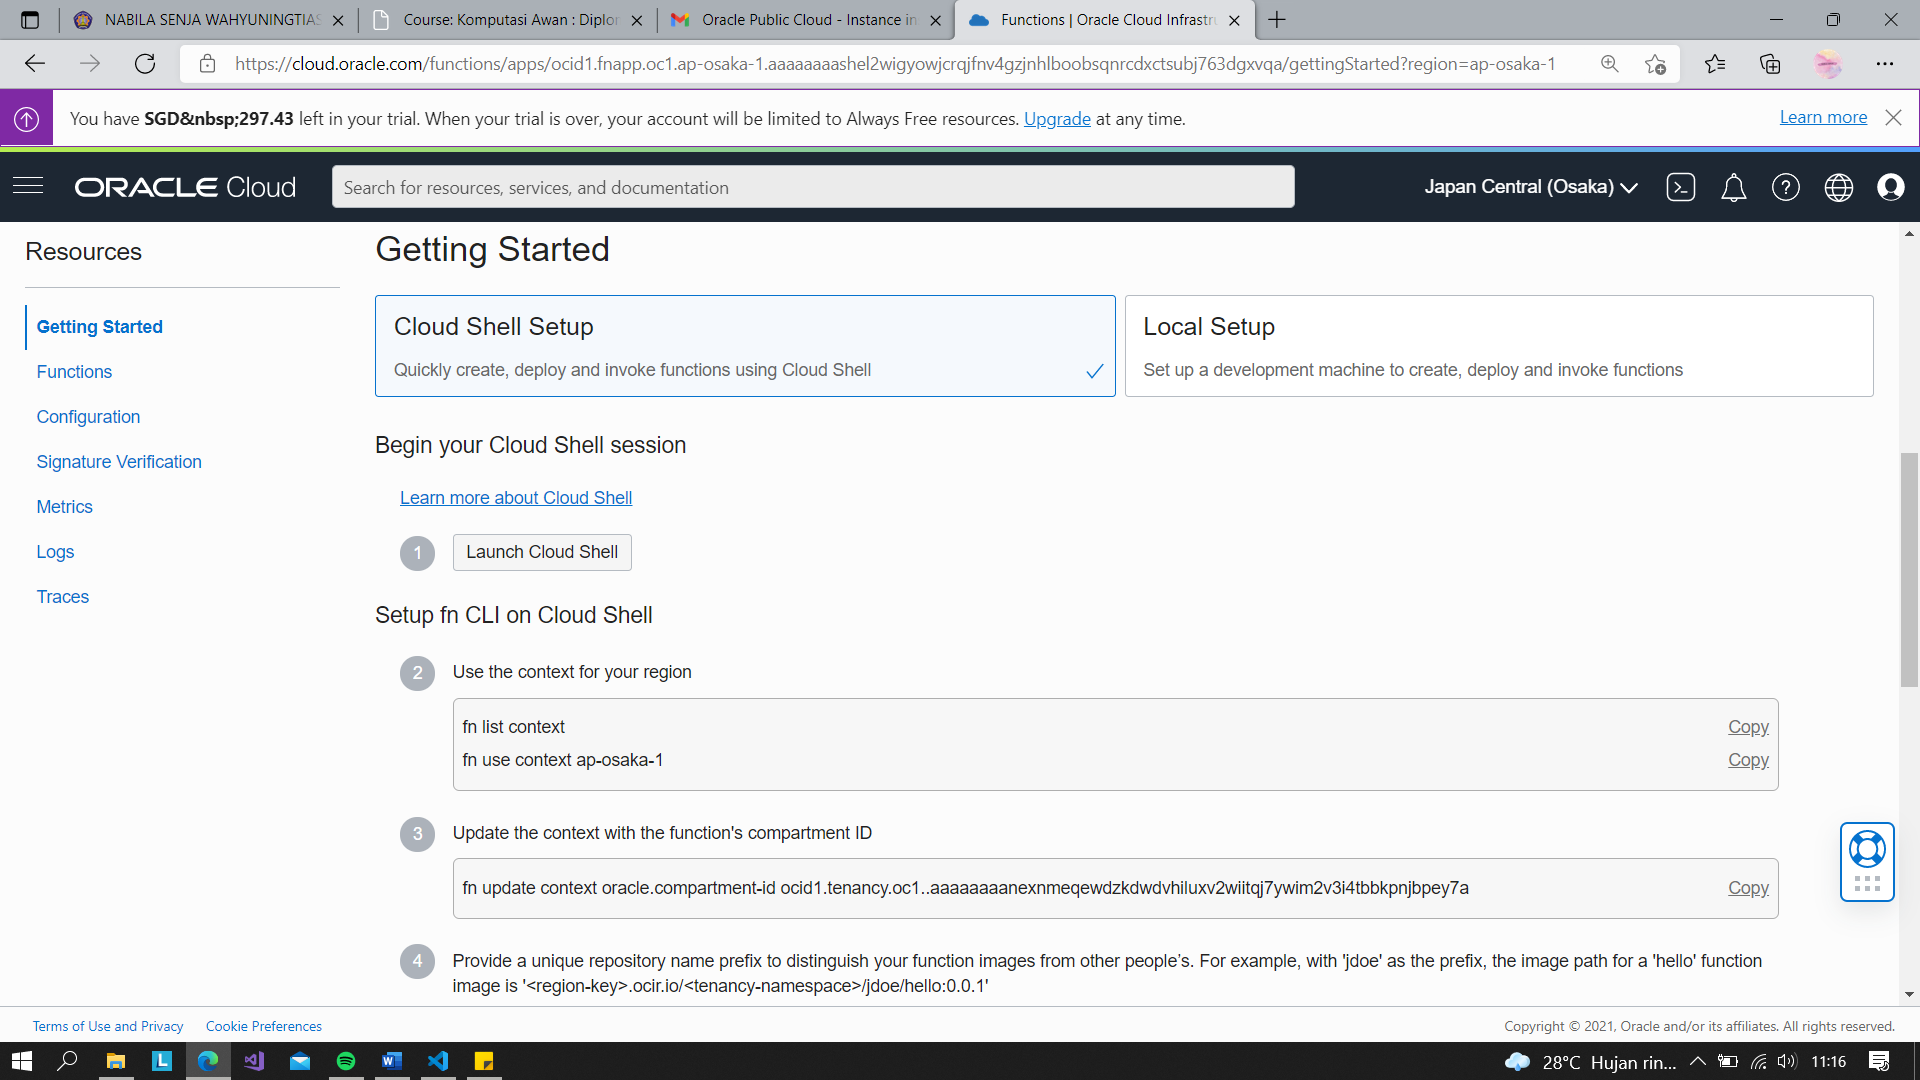 NABILA SENJA WAHYUNINGTIAS
Course: Komputasi Awan : Diplor
Oracle Public Cloud - Instance in
Functions | Oracle Cloud Infrastru
https://cloud.oracle.com/functions/apps/ocid1.fnapp.oc1.ap-osaka-1.aaaaaaaashel2wigyowjcrqjfnv4gzjnhlboobsqnrcdxctsubj763dgxvqa/gettingStarted?region=ap-osaka-1
You have SGD&nbsp;297.43 left in your trial. When your trial is over, your account will be limited to Always Free resources. Upgrade at any time.
Learn more
ORACLE Cloud
Search for resources, services, and documentation
Japan Central (Osaka)
Resources
Getting Started
Functions
Configuration
Signature Verification
Metrics
Logs
Traces
Getting Started
Cloud Shell Setup
Quickly create, deploy and invoke functions using Cloud Shell
Local Setup
Set up a development machine to create, deploy and invoke functions
Begin your Cloud Shell session
Learn more about Cloud Shell
1 Launch Cloud Shell
Setup fn CLI on Cloud Shell
2 Use the context for your region
fn list context Copy
fn use context ap-osaka-1 Copy
3 Update the context with the function's compartment ID
fn update context oracle.compartment-id ocid1.tenancy.oc1..aaaaaaaanexnmeqewdzkdwdvhiluxv2wiitqj7ywim2v3i4tbbkpnjbpey7a Copy
4 Provide a unique repository name prefix to distinguish your function images from other people’s. For example, with 'jdoe' as the prefix, the image path for a 'hello' function
image is '<region-key>.ocir.io/<tenancy-namespace>/jdoe/hello:0.0.1'
Terms of Use and Privacy
Cookie Preferences
Copyright © 2021, Oracle and/or its affiliates. All rights reserved.
28°C Hujan rin...
11:16